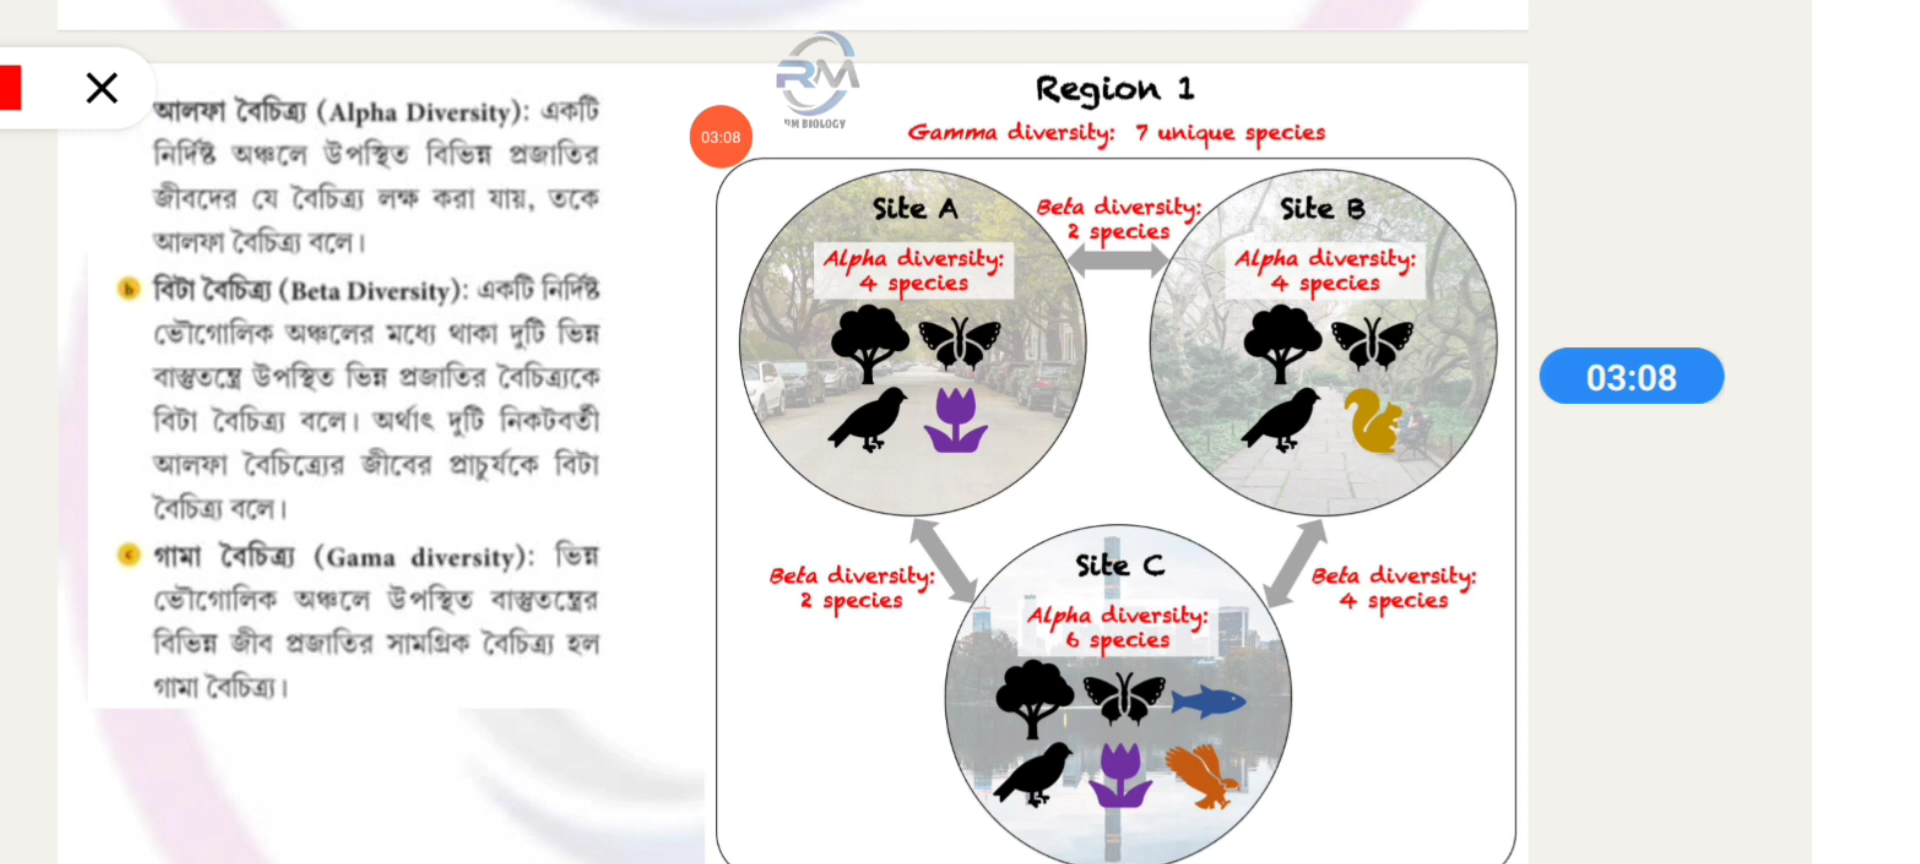 আলফা বৈচিত্র্য (Alpha Diversity): একটি
নির্দিষ্ট অঞ্চলে উপস্থিত বিভিন্ন প্রজাতির
জীবদের যে বৈচিত্র্য লক্ষ করা যায়, তকে
আলফা বৈচিত্র্য বলে।
b বিটা বৈচিত্র্য (Beta Diversity): একটি নির্দিষ্ট
ভৌগোলিক অঞ্চলের মধ্যে থাকা দুটি ভিন্ন
বাস্তুতন্ত্রে উপস্থিত ভিন্ন প্রজাতির বৈচিত্র্যকে
বিটা বৈচিত্র্য বলে। অর্থাৎ দুটি নিকটবর্তী
আলফা বৈচিত্র্যের জীবের প্রাচুর্যকে বিটা
বৈচিত্র্য বলে।
c গামা বৈচিত্র্য (Gama diversity): ভিন্ন
ভৌগোলিক অঞ্চলে উপস্থিত বাস্তুতন্ত্রের
বিভিন্ন জীব প্রজাতির সামগ্রিক বৈচিত্র্য হল
গামা বৈচিত্র্য।
RM
RM BIOLOGY
03:08
Region 1
Gamma diversity: 7 unique species
Site A
Alpha diversity:
4 species
Beta diversity:
2 species
Site B
Alpha diversity:
4 species
Beta diversity:
2 species
Site C
Alpha diversity:
6 species
Beta diversity:
4 species
03:08